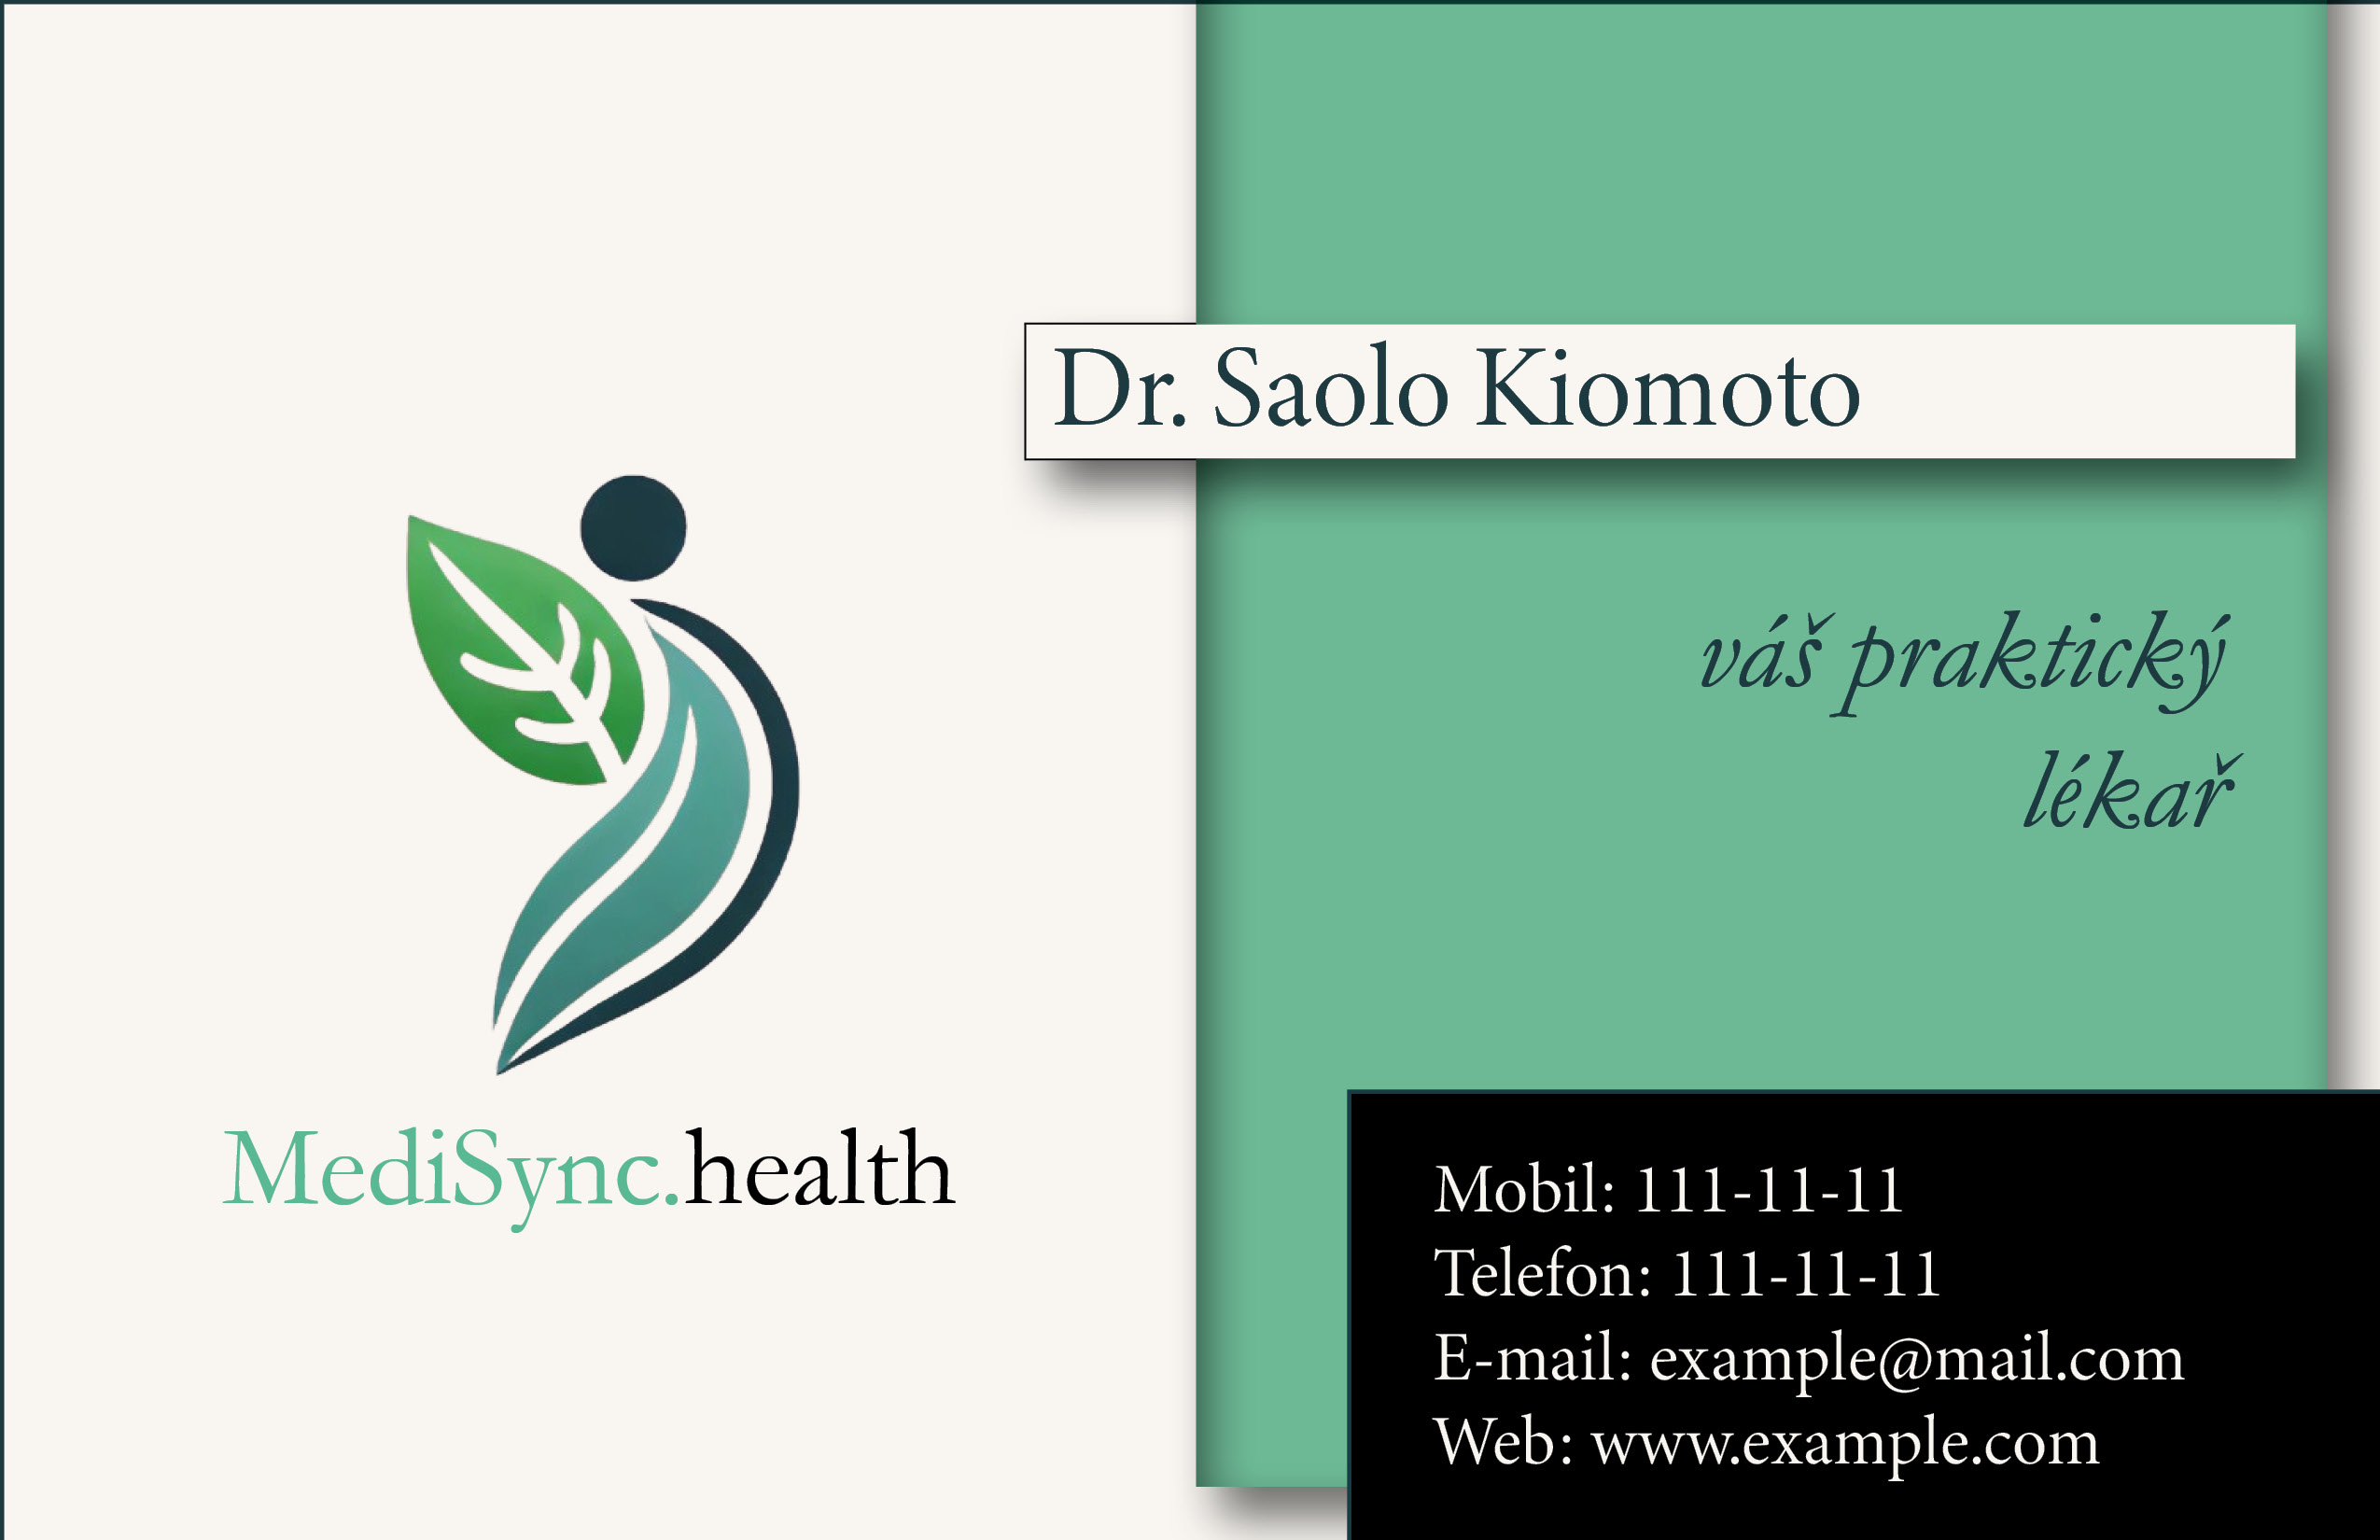 Dr. Saolo Kiomoto
váš praktický
lékař
MediSync.health
Mobil: 111-11-11
Telefon: 111-11-11
E-mail: example@mail.com
Web: www.example.com